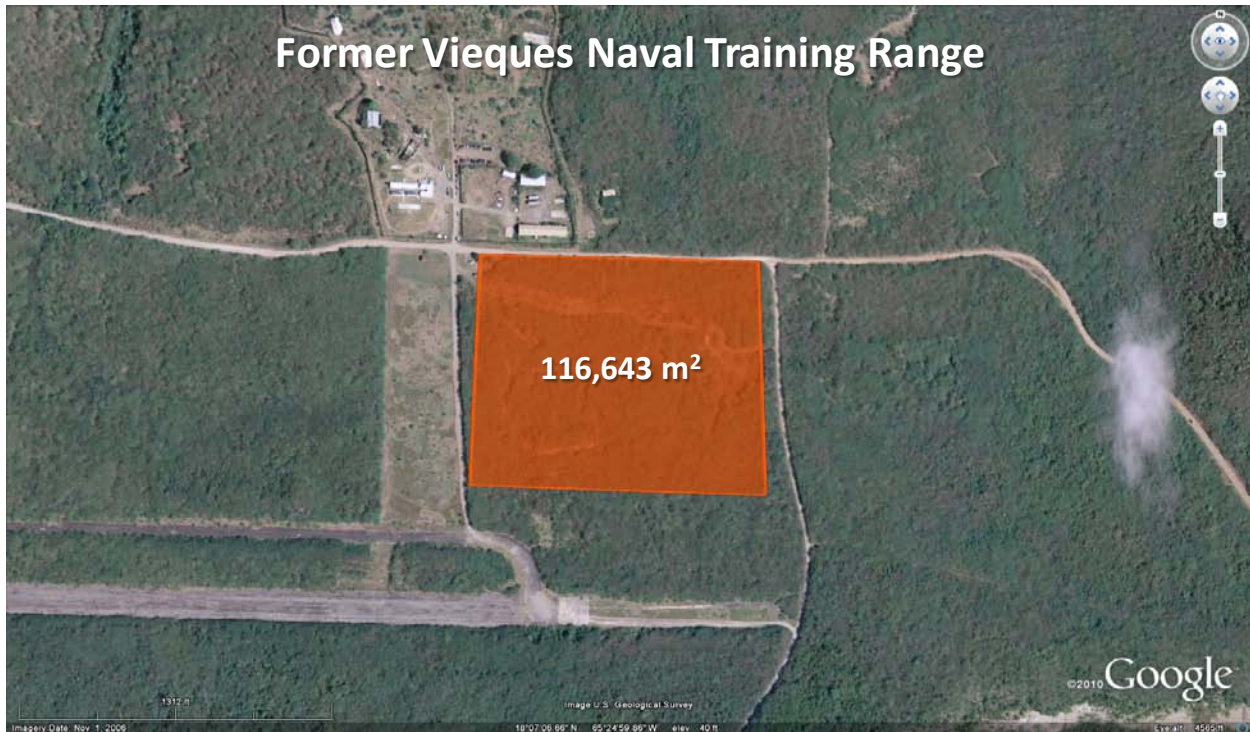 Former Vieques Naval Training Range
N
116,643 m²
©2010 Google
1312 ft
Image U.S. Geological Survey
Imagery Date: Nov 1, 2006 18°07'06.66" N 65°24'59.86" W elev 40 ft Eye alt 4565 ft